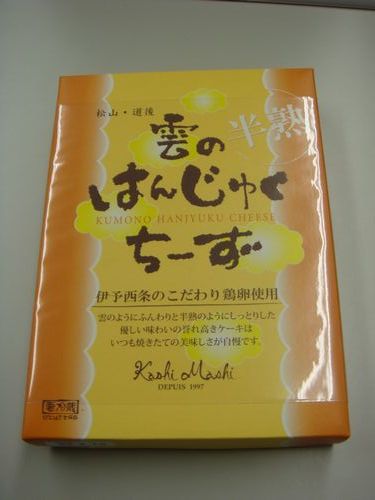 松山・道後
半熟
雲の
はんじゅく
KUMONO HANJYUKU CHEESE
ちーず
伊予西条のこだわり鶏卵使用
雲のようにふんわりと半熟のようにしっとりした
優しい味わいの誉れ高きケーキは
いつも焼きたての美味しさが自慢です。
Kashi Mashi
DEPUIS 1997
要冷蔵